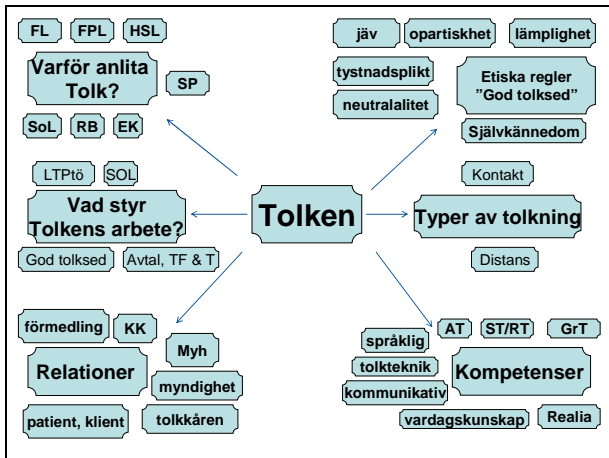 FL
FPL
HSL
Varför anlita
Tolk?
SP
SoL
RB
EK
jäv
opartiskhet
lämplighet
tystnadsplikt
neutralalitet
Etiska regler
”God tolksed”
Självkännedom
LTPtö
SOL
Vad styr
Tolkens arbete?
God tolksed
Avtal, TF & T
Tolken
Kontakt
Typer av tolkning
Distans
förmedling
KK
Myh
Relationer
myndighet
patient, klient
tolkkåren
AT
ST/RT
GrT
språklig
tolkteknik
kommunikativ
Kompetenser
vardagskunskap
Realia